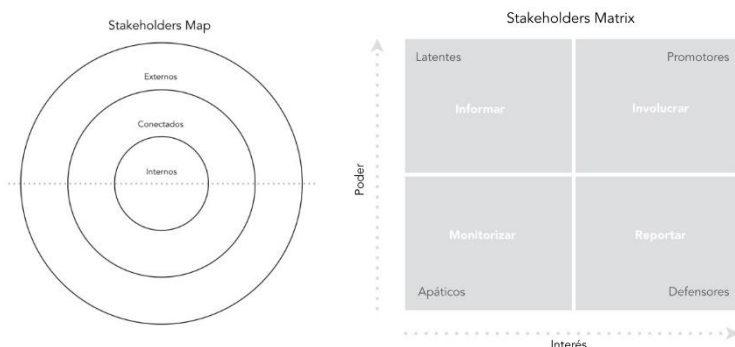 Stakeholders Map
Externos
Conectados
Internos
Stakeholders Matrix
Poder
Latentes
Promotores
Informar
Involucrar
Monitorizar
Reportar
Apáticos
Defensores
Interés